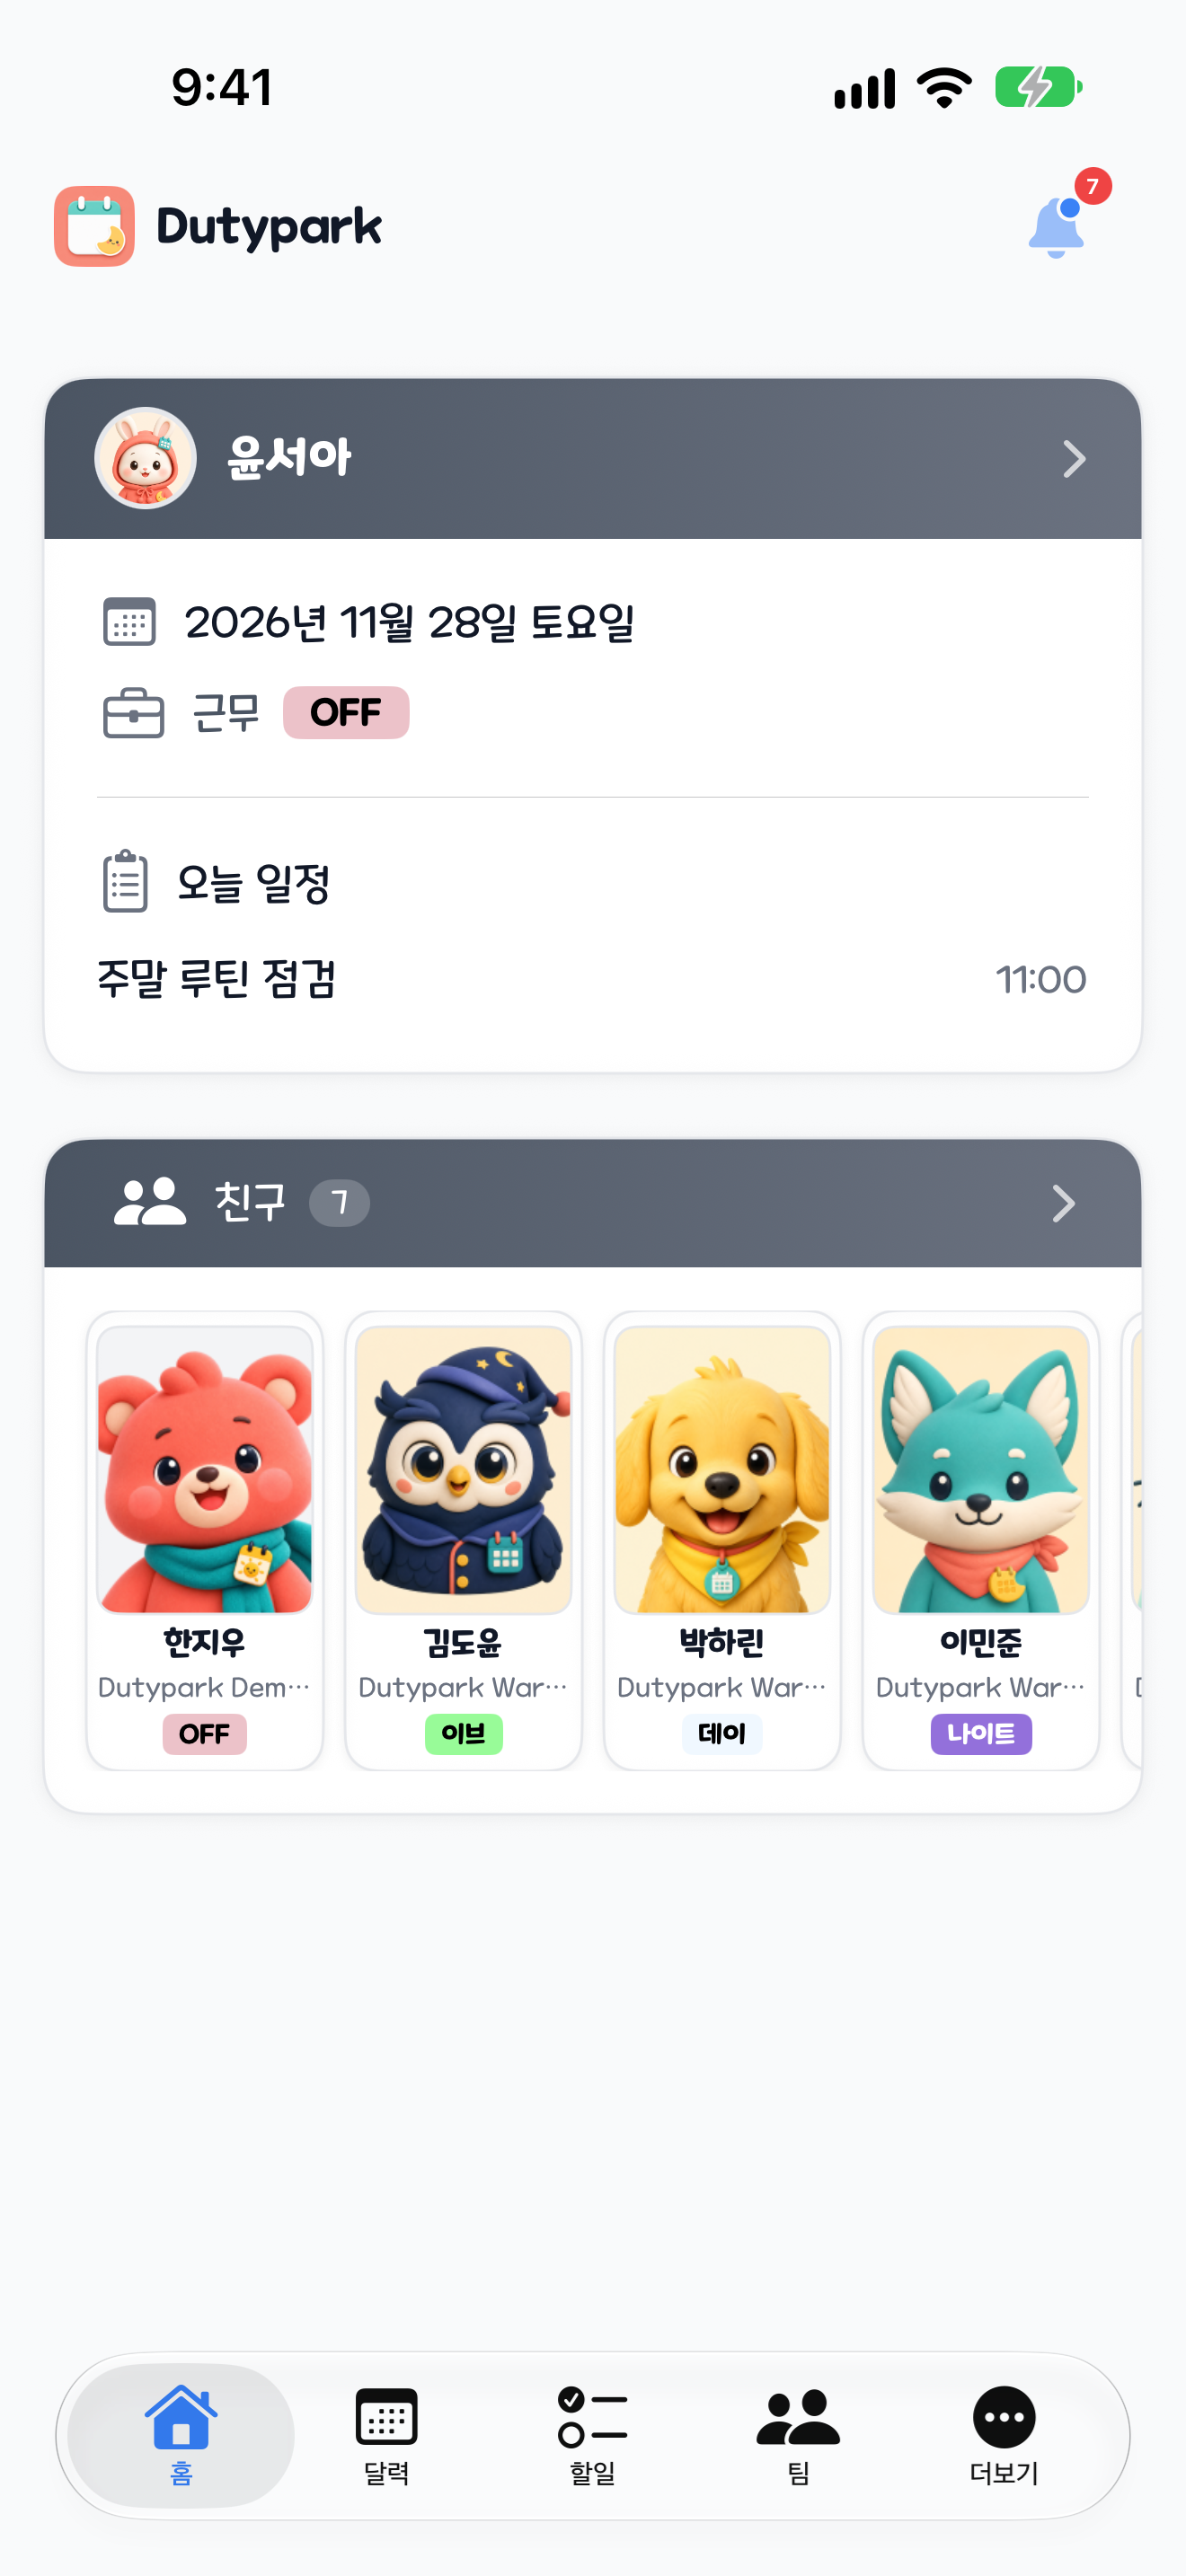 9:41
7
Dutypark
윤서아
2026년 11월 28일 토요일
근무 OFF
오늘 일정
주말 루틴 점검 11:00
친구 7
한지우 김도윤 박하린 이민준
Dutypark Dem… Dutypark War… Dutypark War… Dutypark War… D
OFF 이브 데이 나이트
홈 달력 할일 팀 더보기